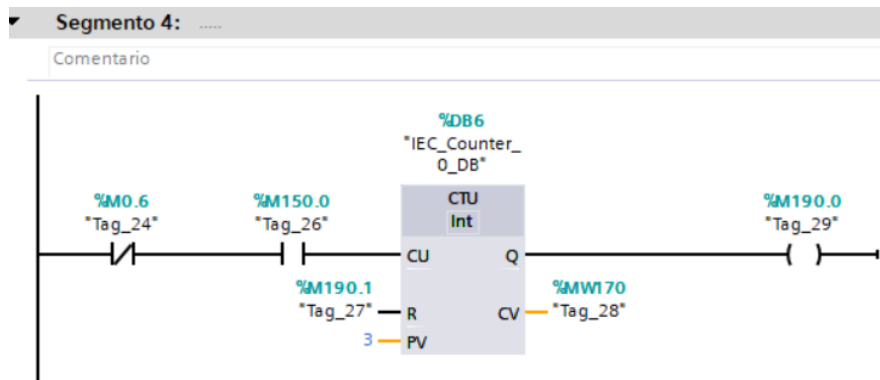 Segmento 4: .....
Comentario
%DB6
"IEC_Counter_
0_DB"
%M0.6
"Tag_24"
%M150.0
"Tag_26"
CTU
Int
%M190.0
"Tag_29"
CU
Q
%M190.1
"Tag_27"
R
%MW170
CV
"Tag_28"
3
PV